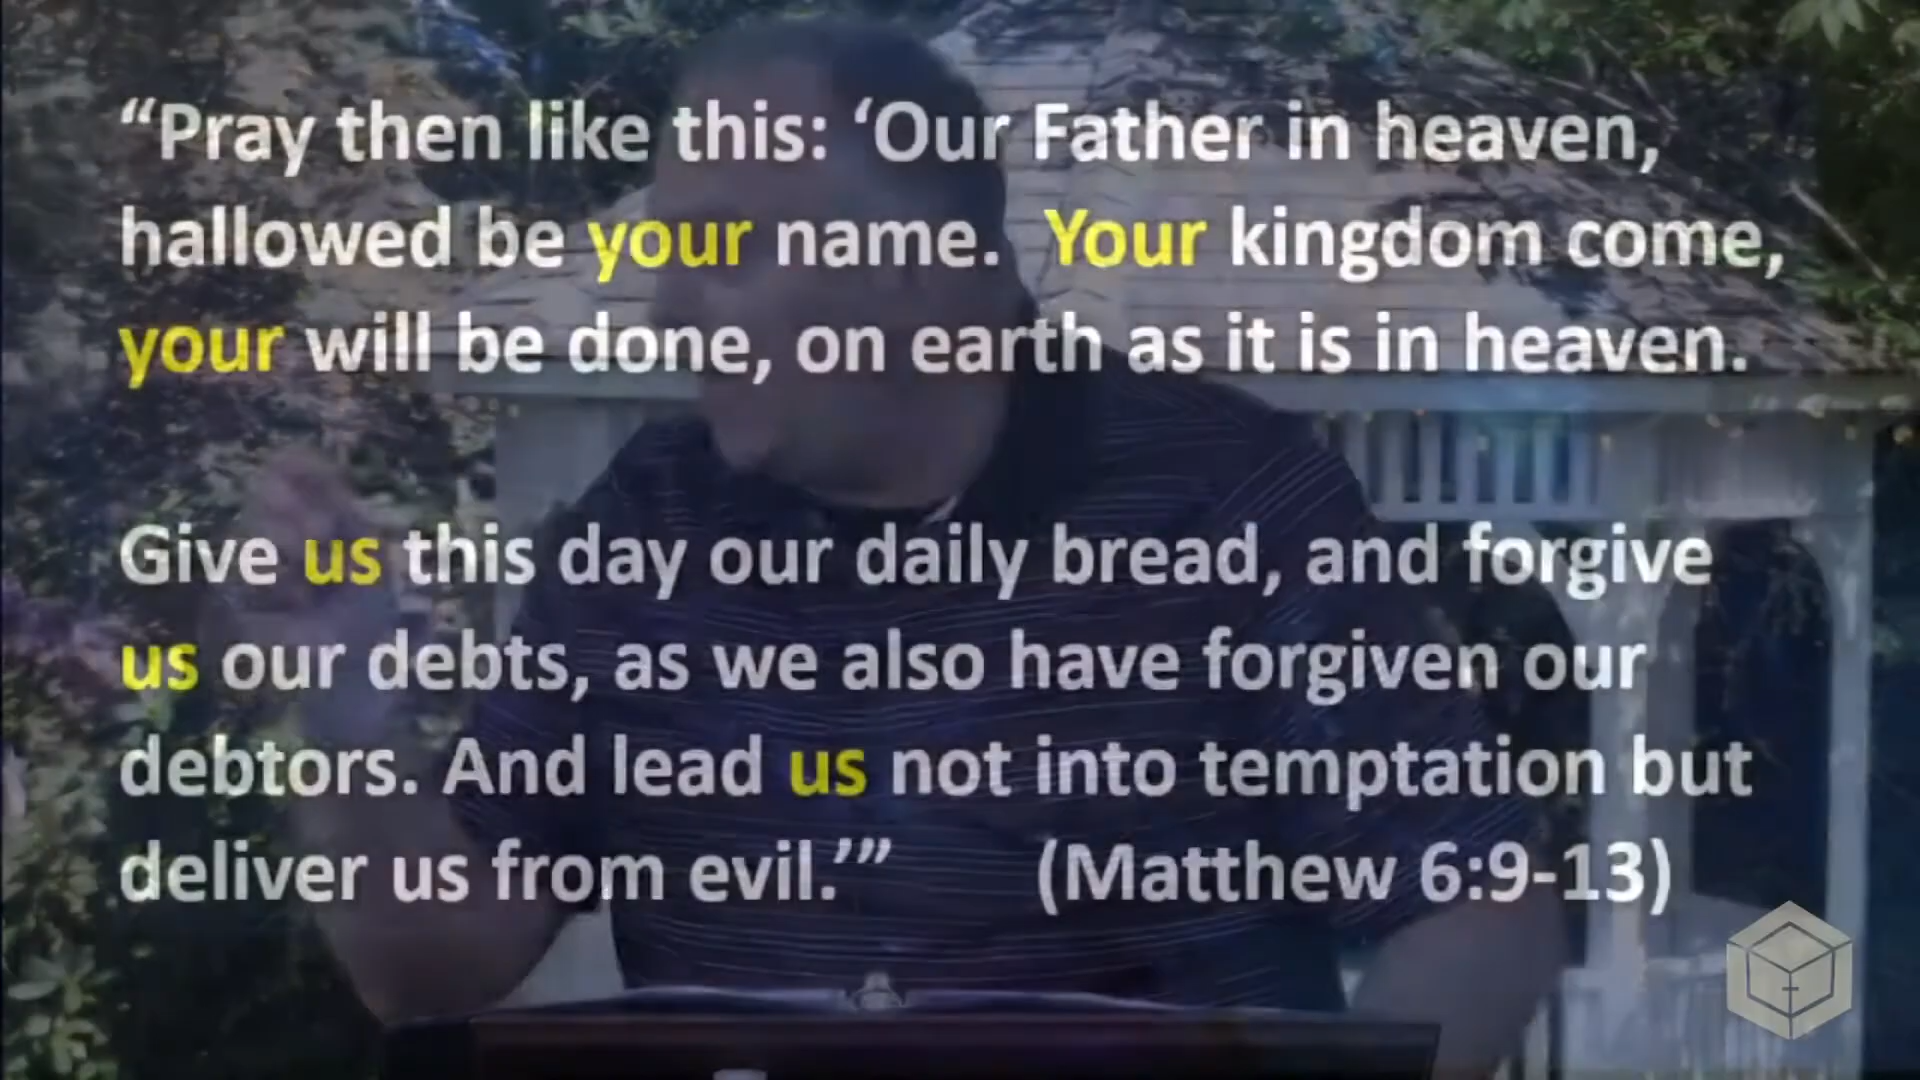 “Pray then like this: ‘Our Father in heaven,
hallowed be your name. Your kingdom come,
your will be done, on earth as it is in heaven.
Give us this day our daily bread, and forgive
us our debts, as we also have forgiven our
debtors. And lead us not into temptation but
deliver us from evil.’” (Matthew 6:9-13)